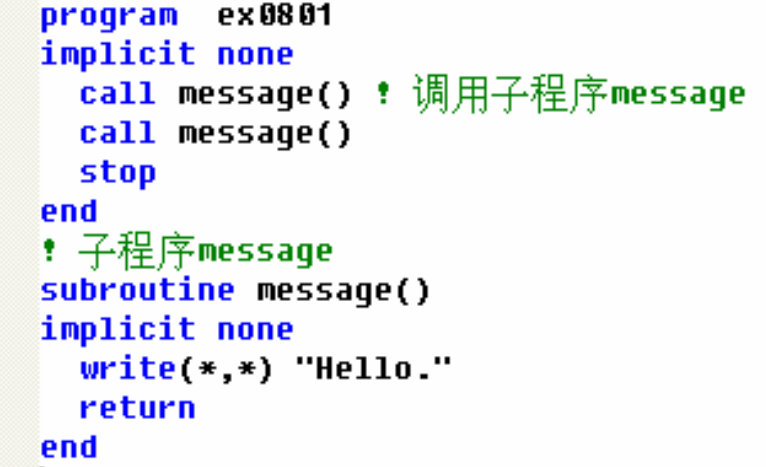 program  ex0801
implicit none
  call message() ! 调用子程序message
  call message()
  stop
end
! 子程序message
subroutine message()
implicit none
  write(*,*) "Hello."
  return
end